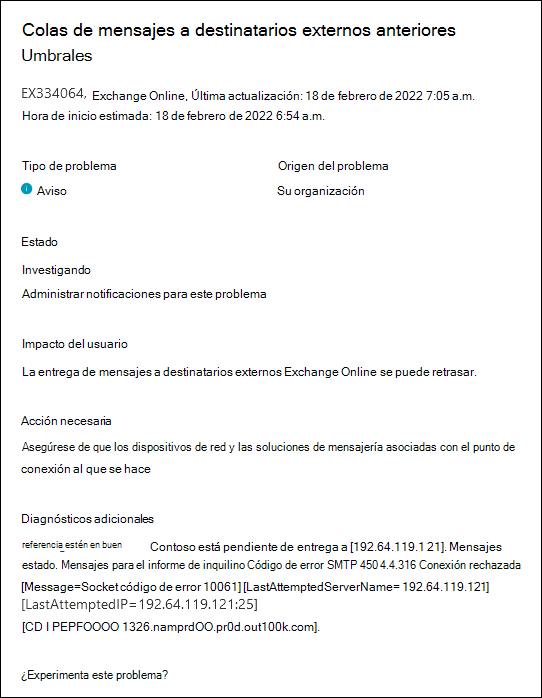 Colas de mensajes a destinatarios externos anteriores
Umbrales
EX334064, Exchange Online, Última actualización: 18 de febrero de 2022 7:05 a.m.
Hora de inicio estimada: 18 de febrero de 2022 6:54 a.m.
Tipo de problema Origen del problema
Aviso Su organización
Estado
Investigando
Administrar notificaciones para este problema
Impacto del usuario
La entrega de mensajes a destinatarios externos Exchange Online se puede retrasar.
Acción necesaria
Asegúrese de que los dispositivos de red y las soluciones de mensajería asociadas con el punto de
conexión al que se hace
Diagnósticos adicionales
referencia_estén en buen Contoso está pendiente de entrega a [192.64.119.1 21]. Mensajes
estado. Mensajes para el informe de inquilino Código de error SMTP 450 4.4.316 Conexión rechazada
[Message=Socket código de error 10061] [LastAttemptedServerName= 192.64.119.121]
[LastAttemptedIP=192.64.119.121:25]
[CD I PEPFOOOO 1326.namprdOO.pr0d.out100k.com].
¿Experimenta este problema?